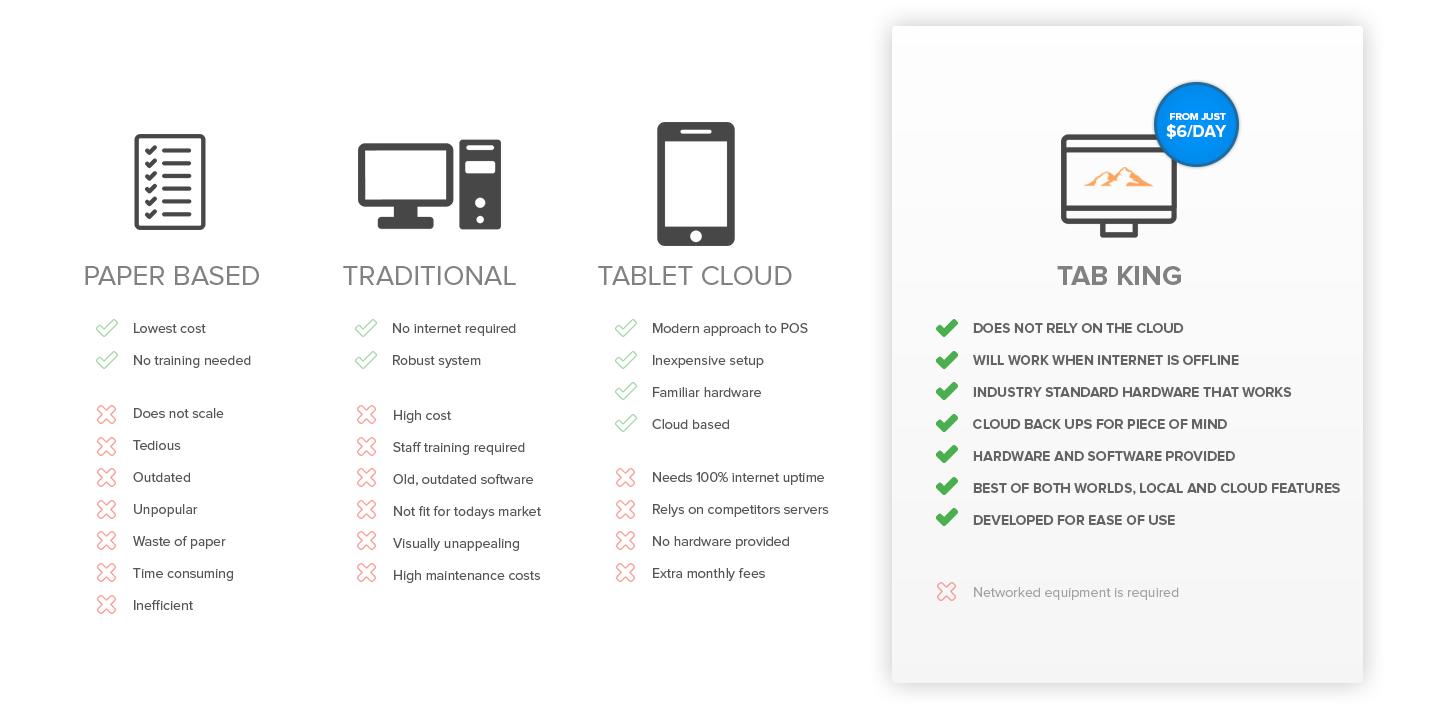 PAPER BASED
Lowest cost
No training needed
Does not scale
Tedious
Outdated
Unpopular
Waste of paper
Time consuming
Inefficient
TRADITIONAL
No internet required
Robust system
High cost
Staff training required
Old, outdated software
Not fit for todays market
Visually unappealing
High maintenance costs
TABLET CLOUD
Modern approach to POS
Inexpensive setup
Familiar hardware
Cloud based
Needs 100% internet uptime
Relys on competitors servers
No hardware provided
Extra monthly fees
FROM JUST
$6/DAY
TAB KING
DOES NOT RELY ON THE CLOUD
WILL WORK WHEN INTERNET IS OFFLINE
INDUSTRY STANDARD HARDWARE THAT WORKS
CLOUD BACK UPS FOR PIECE OF MIND
HARDWARE AND SOFTWARE PROVIDED
BEST OF BOTH WORLDS, LOCAL AND CLOUD FEATURES
DEVELOPED FOR EASE OF USE
Networked equipment is required